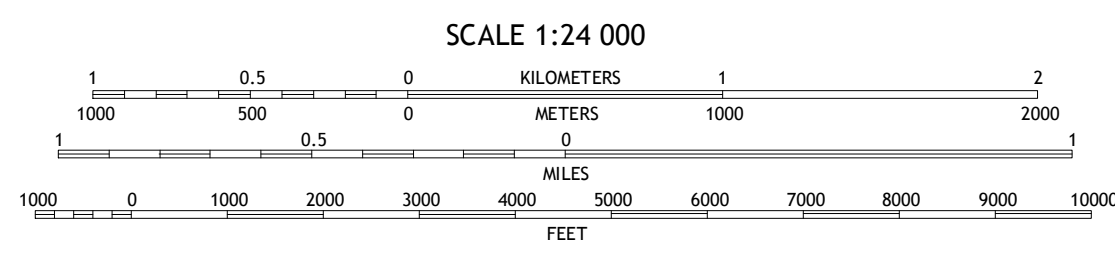 SCALE 1:24 000
1 0.5 0 KILOMETERS 1 2
1000 500 0 METERS 1000 2000
1 0.5 0 1
MILES
1000 0 1000 2000 3000 4000 5000 6000 7000 8000 9000 10000
FEET